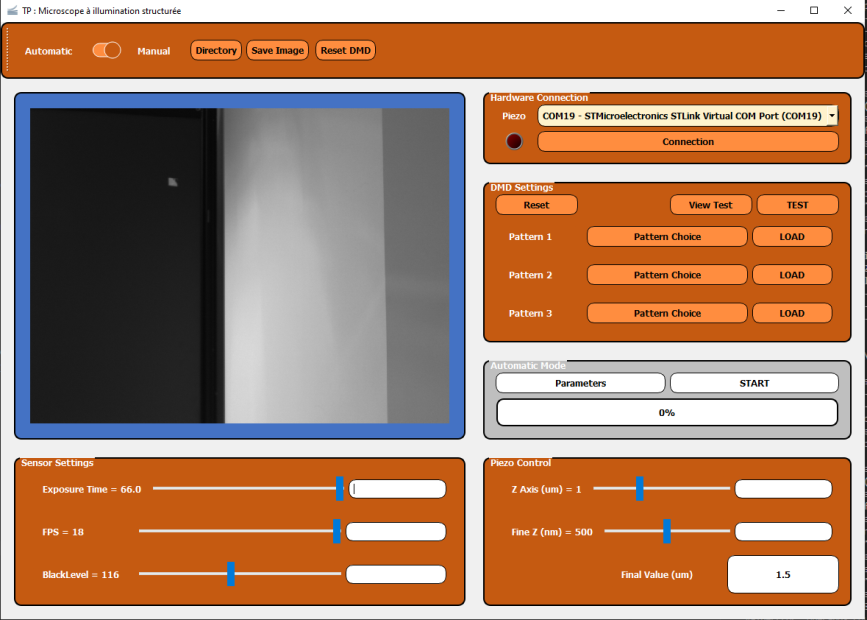 TP : Microscope à illumination structurée
Automatic Manual Directory Save Image Reset DMD
Hardware Connection
Piezo COM19 - STMicroelectronics STLink Virtual COM Port (COM19)
Connection
DMD Settings
Reset View Test TEST
Pattern 1 Pattern Choice LOAD
Pattern 2 Pattern Choice LOAD
Pattern 3 Pattern Choice LOAD
Automatic Mode
Parameters START
0%
Sensor Settings
Exposure Time = 66.0
FPS = 18
BlackLevel = 116
Piezo Control
Z Axis (um) = 1
Fine Z (nm) = 500
Final Value (um) 1.5